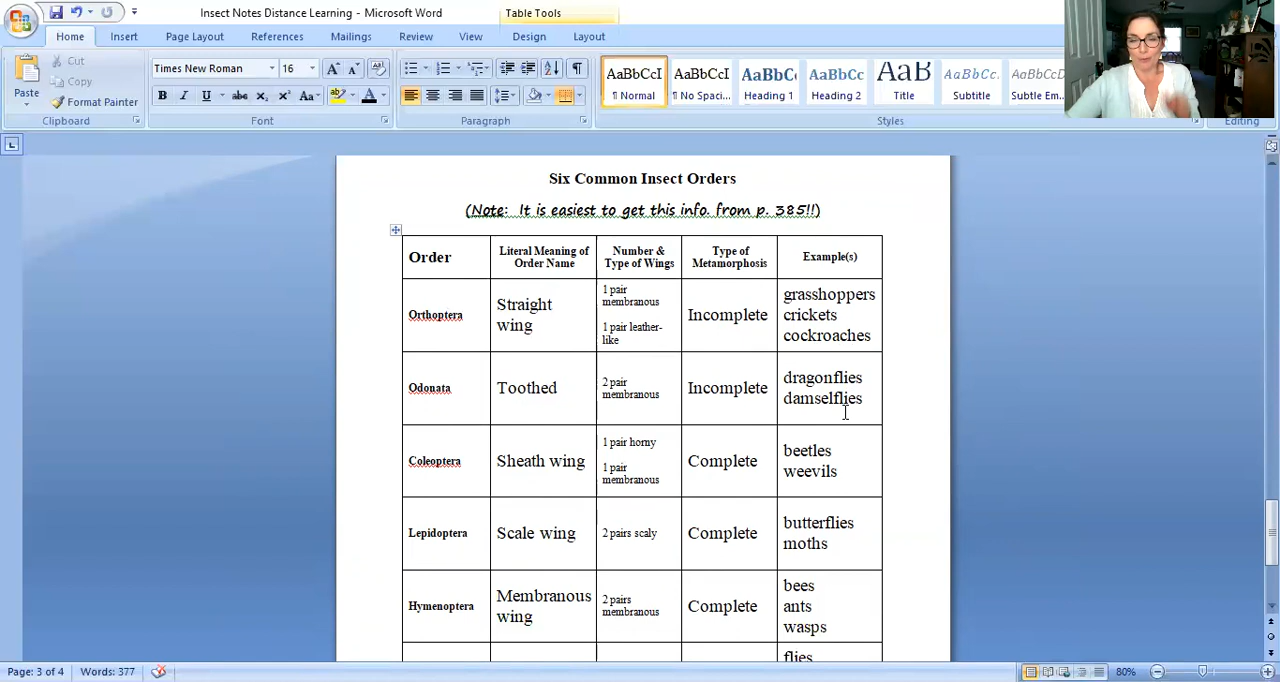 Insect Notes Distance Learning - Microsoft Word
Table Tools
Home Insert Page Layout References Mailings Review View Design Layout
Paste
Cut
Copy
Format Painter
Clipboard
Times New Roman 16
B I U abc X₂ X² Aa
Font
Paragraph
AaBbCcI AaBbCcI AaBbC AaBbCc AaB AaBbCc. AaBbCcI
¶ Normal ¶ No Spaci... Heading 1 Heading 2 Title Subtitle Subtle Em...
Styles
Editing
Six Common Insect Orders
(Note: It is easiest to get this info. from p. 385!!)
Order
Literal Meaning of
Order Name
Number &
Type of Wings
Type of
Metamorphosis
Example(s)
Orthoptera
Straight
wing
1 pair
membranous
1 pair leather-
like
Incomplete
grasshoppers
crickets
cockroaches
Odonata
Toothed
2 pair
membranous
Incomplete
dragonflies
damselflies
Coleoptera
Sheath wing
1 pair horny
1 pair
membranous
Complete
beetles
weevils
Lepidoptera
Scale wing
2 pairs scaly
Complete
butterflies
moths
Hymenoptera
Membranous
wing
2 pairs
membranous
Complete
bees
ants
wasps
flies
Page: 3 of 4 Words: 377 80%